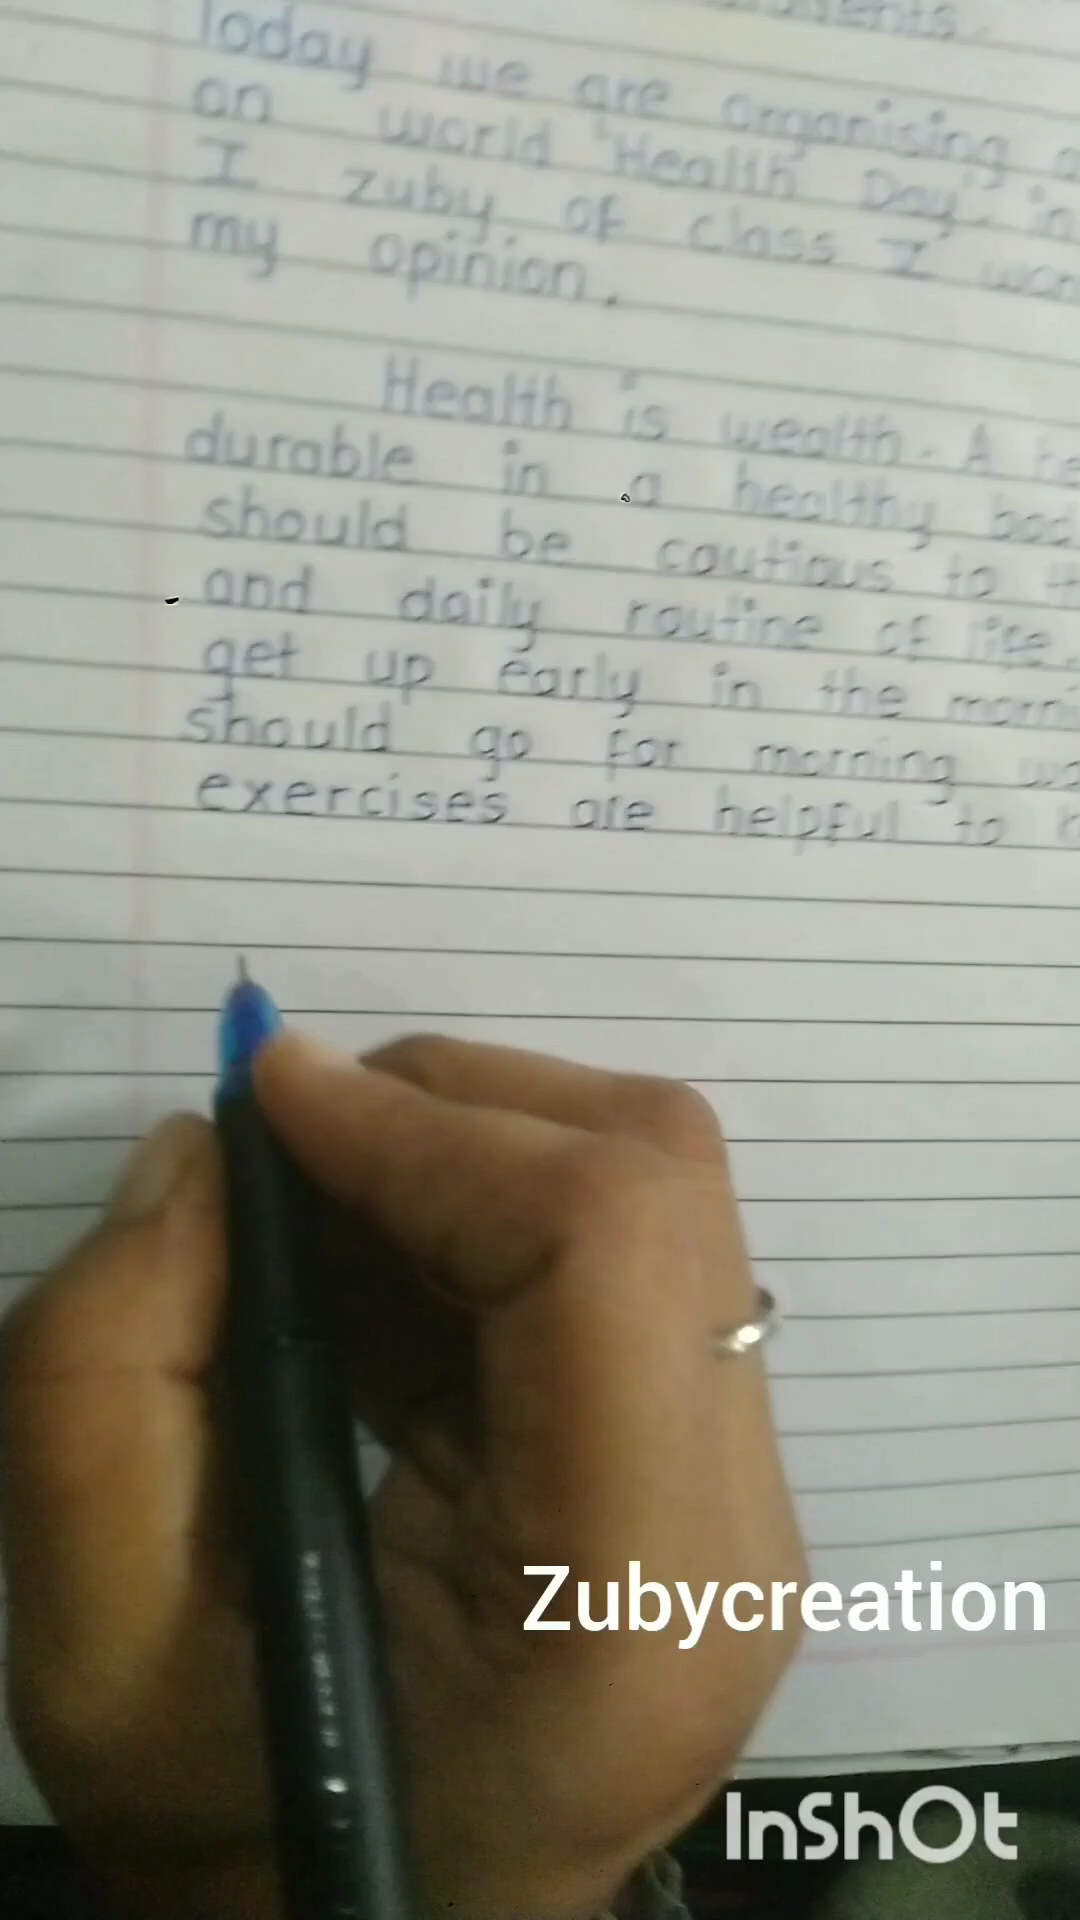 Today we are organising a
on world "Health Day". in
I zuby of class X
my opinion.
Health is wealth. A
durable in a healthy
should be cautious to
and daily routine of life.
get up early in the
should go for morning
exercises are helpful to
Zubycreation
InShOt